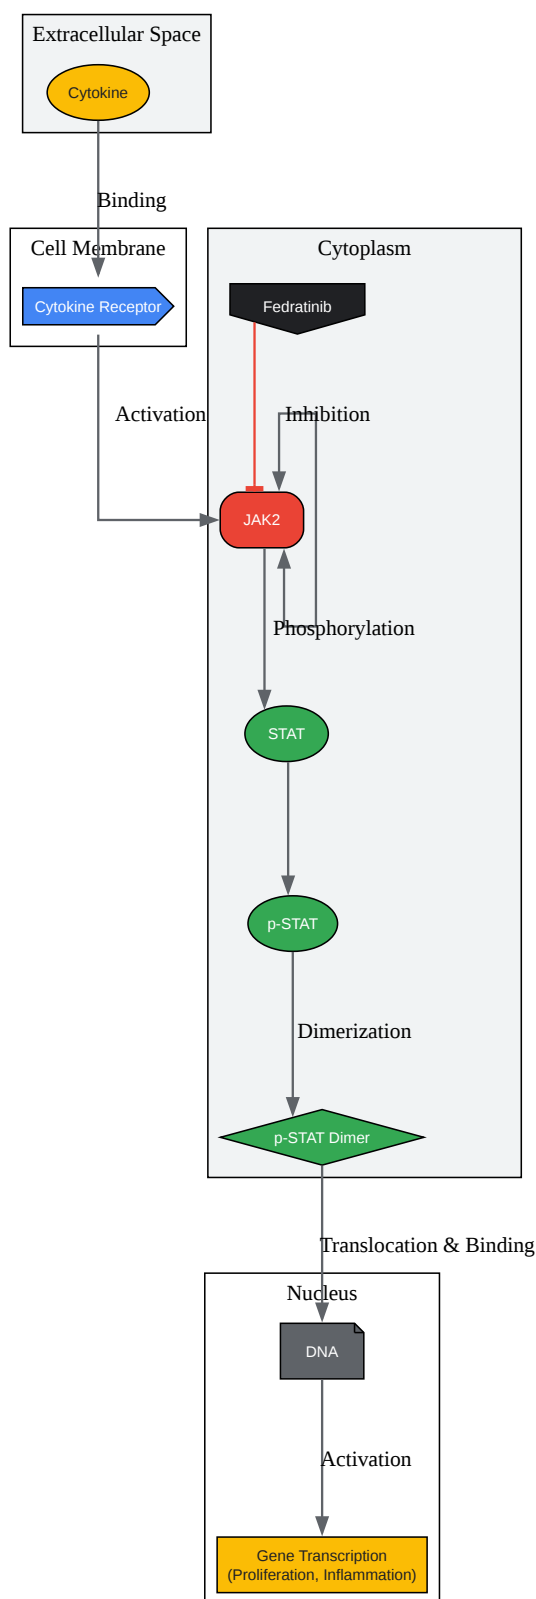 Extracellular Space
Cytokine
Binding
Cell Membrane
Cytoplasm
Cytokine Receptor
Fedratinib
Activation
Inhibition
JAK2
Phosphorylation
STAT
p-STAT
Dimerization
p-STAT Dimer
Translocation & Binding
Nucleus
DNA
Activation
Gene Transcription
(Proliferation, Inflammation)